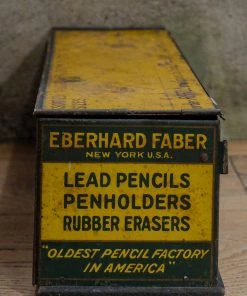 EBERHARD FABER
NEW YORK U.S.A.
LEAD PENCILS
PENHOLDERS
RUBBER ERASERS
"OLDEST PENCIL FACTORY
IN AMERICA"